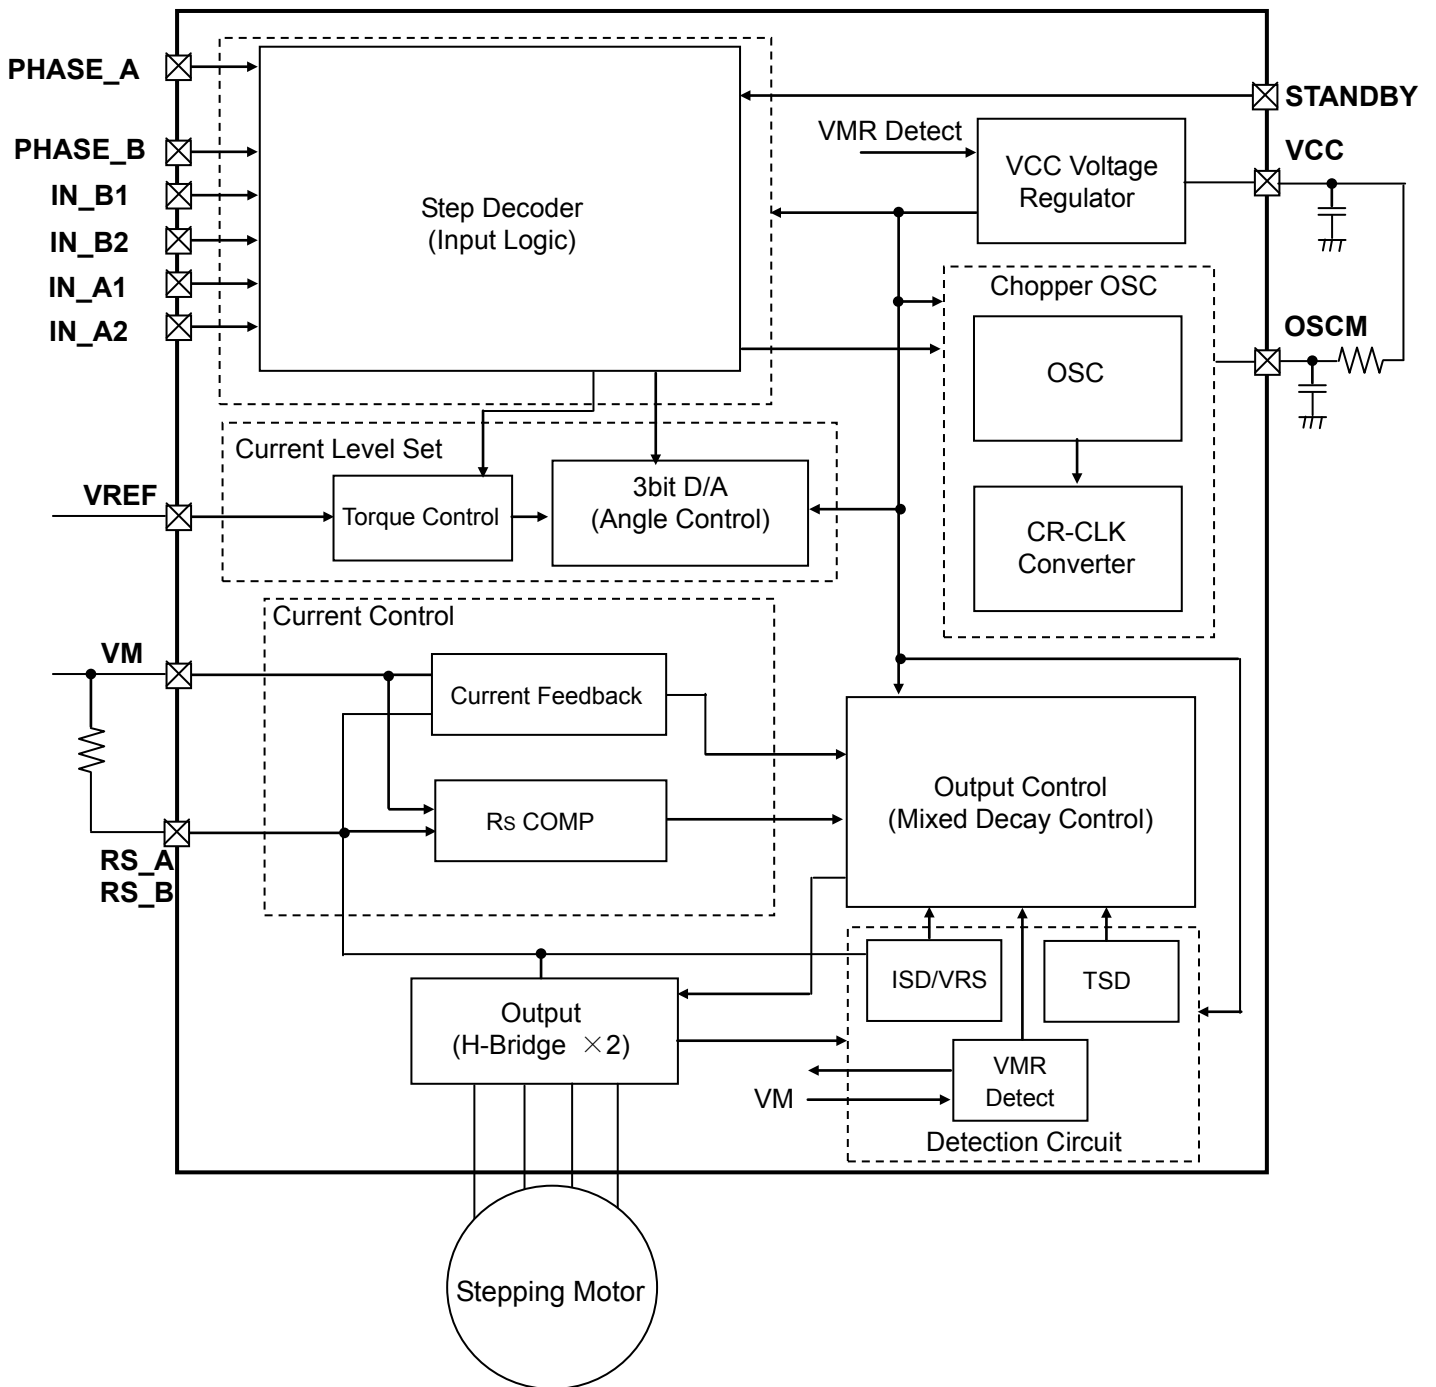 PHASE_A
STANDBY
PHASE_B
IN_B1
IN_B2
IN_A1
IN_A2
Step Decoder
(Input Logic)
VMR Detect
VCC Voltage
Regulator
VCC
Chopper OSC
OSC
OSCM
CR-CLK
Converter
Current Level Set
VREF
Torque Control
3bit D/A
(Angle Control)
Current Control
VM
Current Feedback
RS COMP
RS_A
RS_B
Output Control
(Mixed Decay Control)
ISD/VRS
TSD
Output
(H-Bridge ×2)
VMR
Detect
VM
Detection Circuit
Stepping Motor